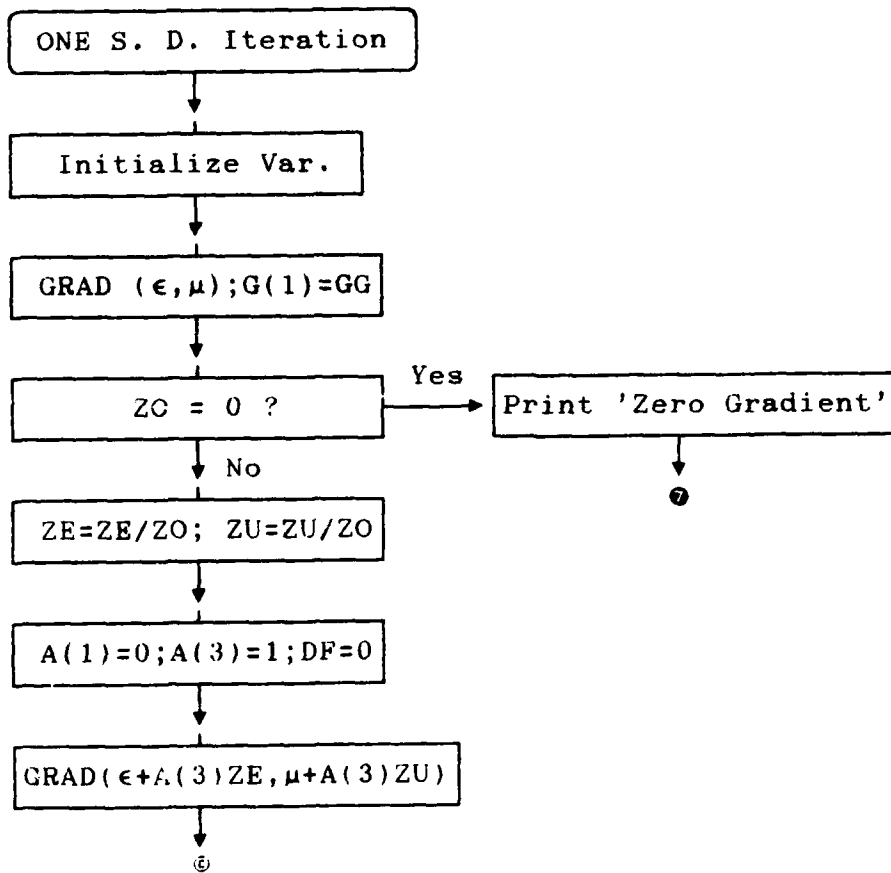 ONE S. D. Iteration
Initialize Var.
GRAD (ϵ,μ);G(1)=GG
ZO = 0 ?
Yes
Print 'Zero Gradient'
No
❼
ZE=ZE/ZO; ZU=ZU/ZO
A(1)=0;A(3)=1;DF=0
GRAD(ϵ+A(3)ZE,μ+A(3)ZU)